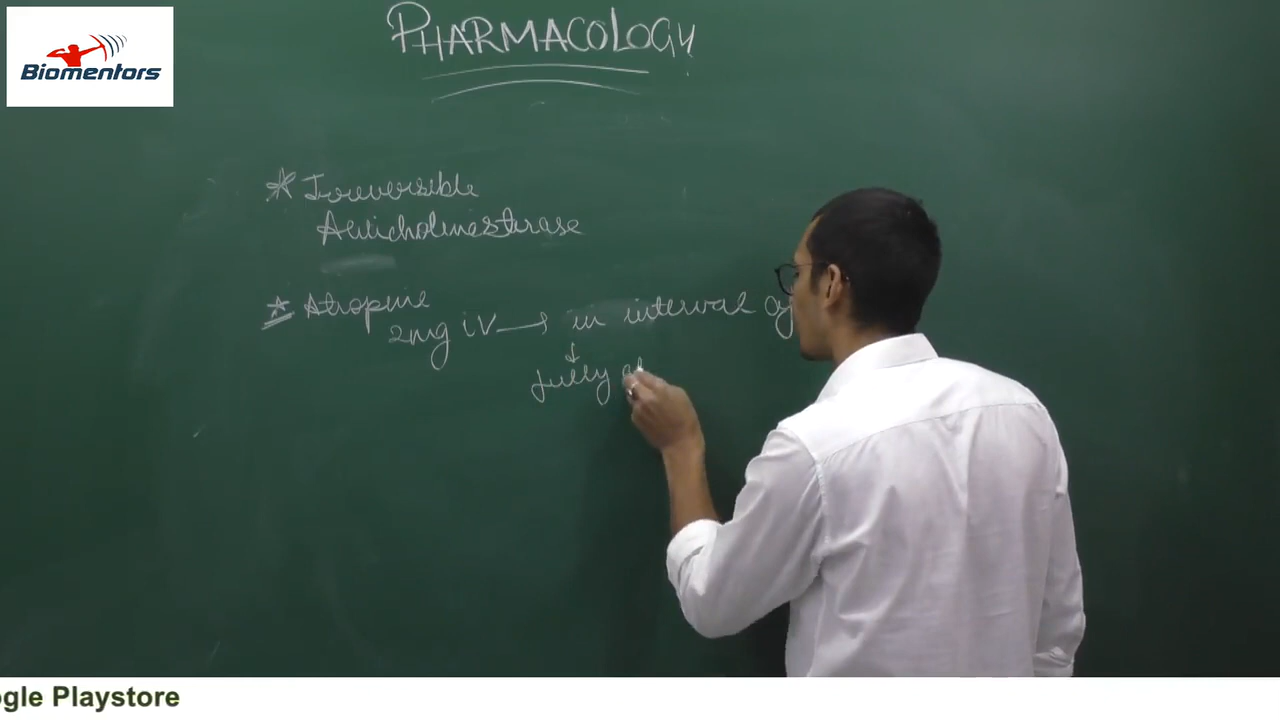 Biomentors
PHARMACOLOGY
* Irreversible
Anticholinesterase
* Atropine
2mg iv → in interval of
↓
fully
ogle Playstore